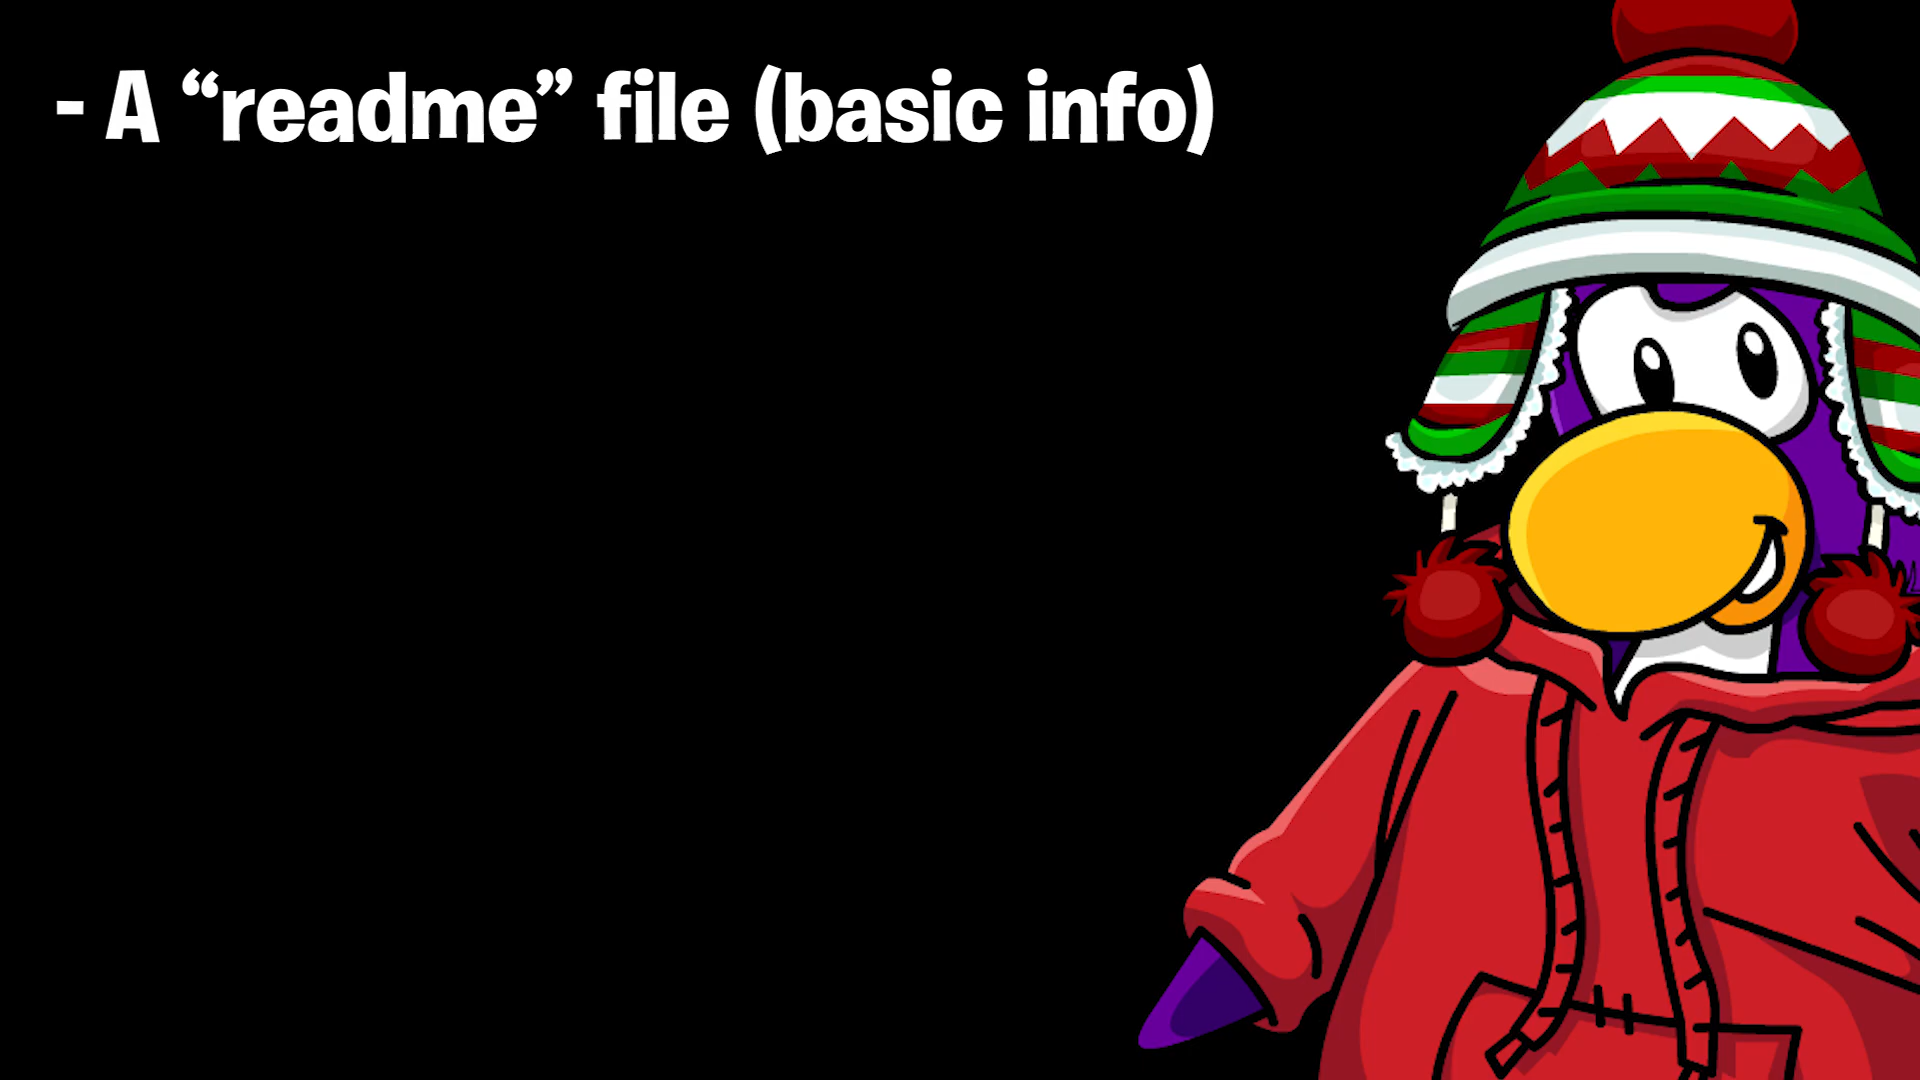 - A “readme” file (basic info)